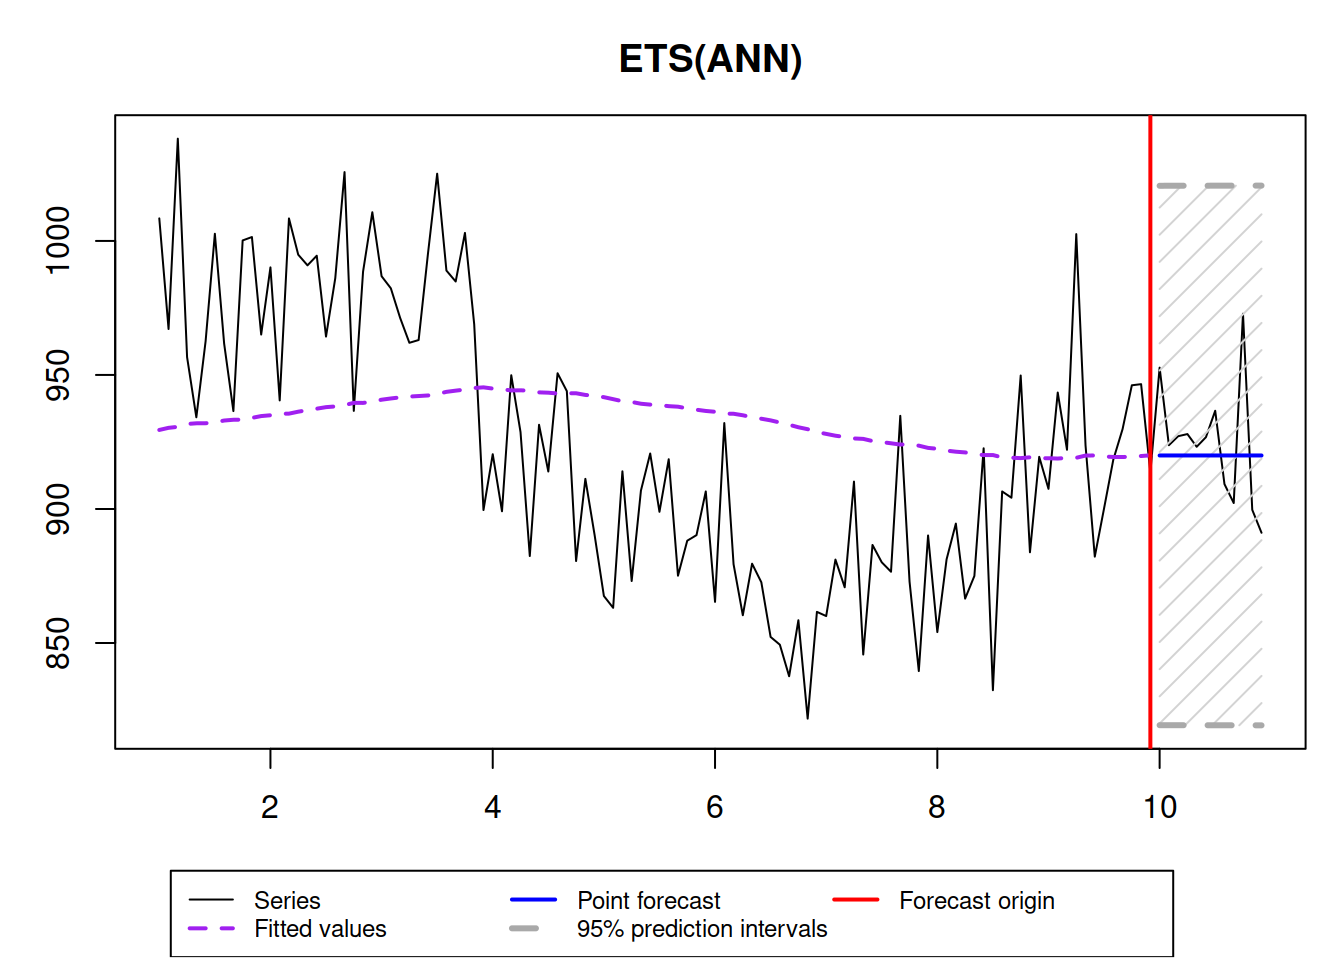 ETS(ANN)
1000
950
900
850
2 4 6 8 10
Series Point forecast Forecast origin
Fitted values 95% prediction intervals